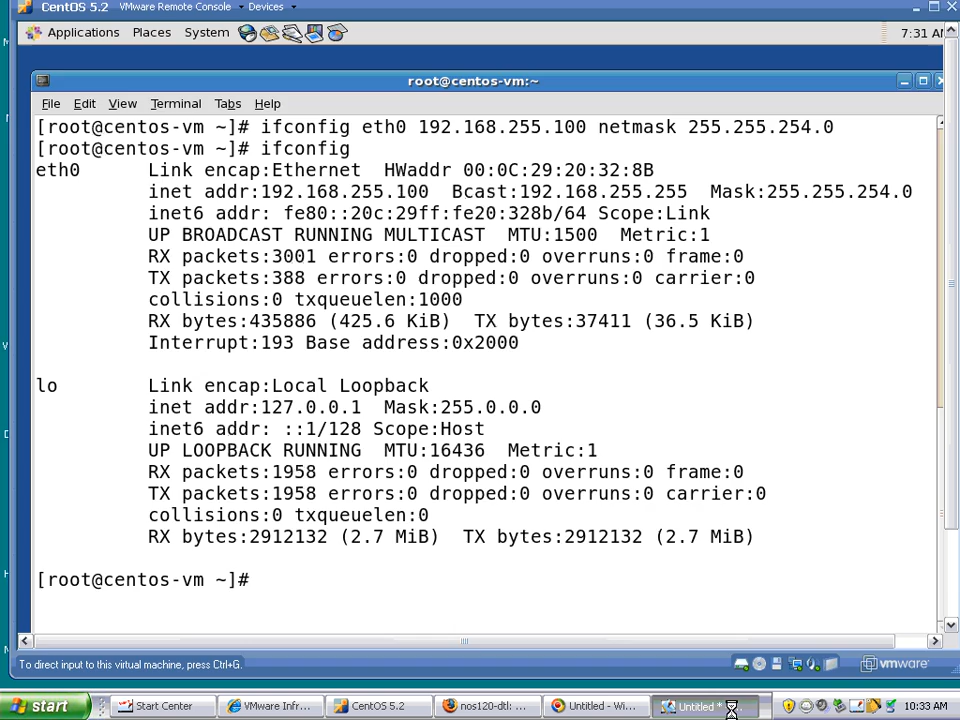 CentOS 5.2 VMware Remote Console Devices
Applications Places System 7:31 AM
root@centos-vm:~
File Edit View Terminal Tabs Help
[root@centos-vm ~]# ifconfig eth0 192.168.255.100 netmask 255.255.254.0
[root@centos-vm ~]# ifconfig
eth0 Link encap:Ethernet HWaddr 00:0C:29:20:32:8B
inet addr:192.168.255.100 Bcast:192.168.255.255 Mask:255.255.254.0
inet6 addr: fe80::20c:29ff:fe20:328b/64 Scope:Link
UP BROADCAST RUNNING MULTICAST MTU:1500 Metric:1
RX packets:3001 errors:0 dropped:0 overruns:0 frame:0
TX packets:388 errors:0 dropped:0 overruns:0 carrier:0
collisions:0 txqueuelen:1000
RX bytes:435886 (425.6 KiB) TX bytes:37411 (36.5 KiB)
Interrupt:193 Base address:0x2000
lo Link encap:Local Loopback
inet addr:127.0.0.1 Mask:255.0.0.0
inet6 addr: ::1/128 Scope:Host
UP LOOPBACK RUNNING MTU:16436 Metric:1
RX packets:1958 errors:0 dropped:0 overruns:0 frame:0
TX packets:1958 errors:0 dropped:0 overruns:0 carrier:0
collisions:0 txqueuelen:0
RX bytes:2912132 (2.7 MiB) TX bytes:2912132 (2.7 MiB)
[root@centos-vm ~]#
To direct input to this virtual machine, press Ctrl+G. vmware
start Start Center VMware Infr... CentOS 5.2 nos120-dtl: ... Untitled - Wi... Untitled * 10:33 AM